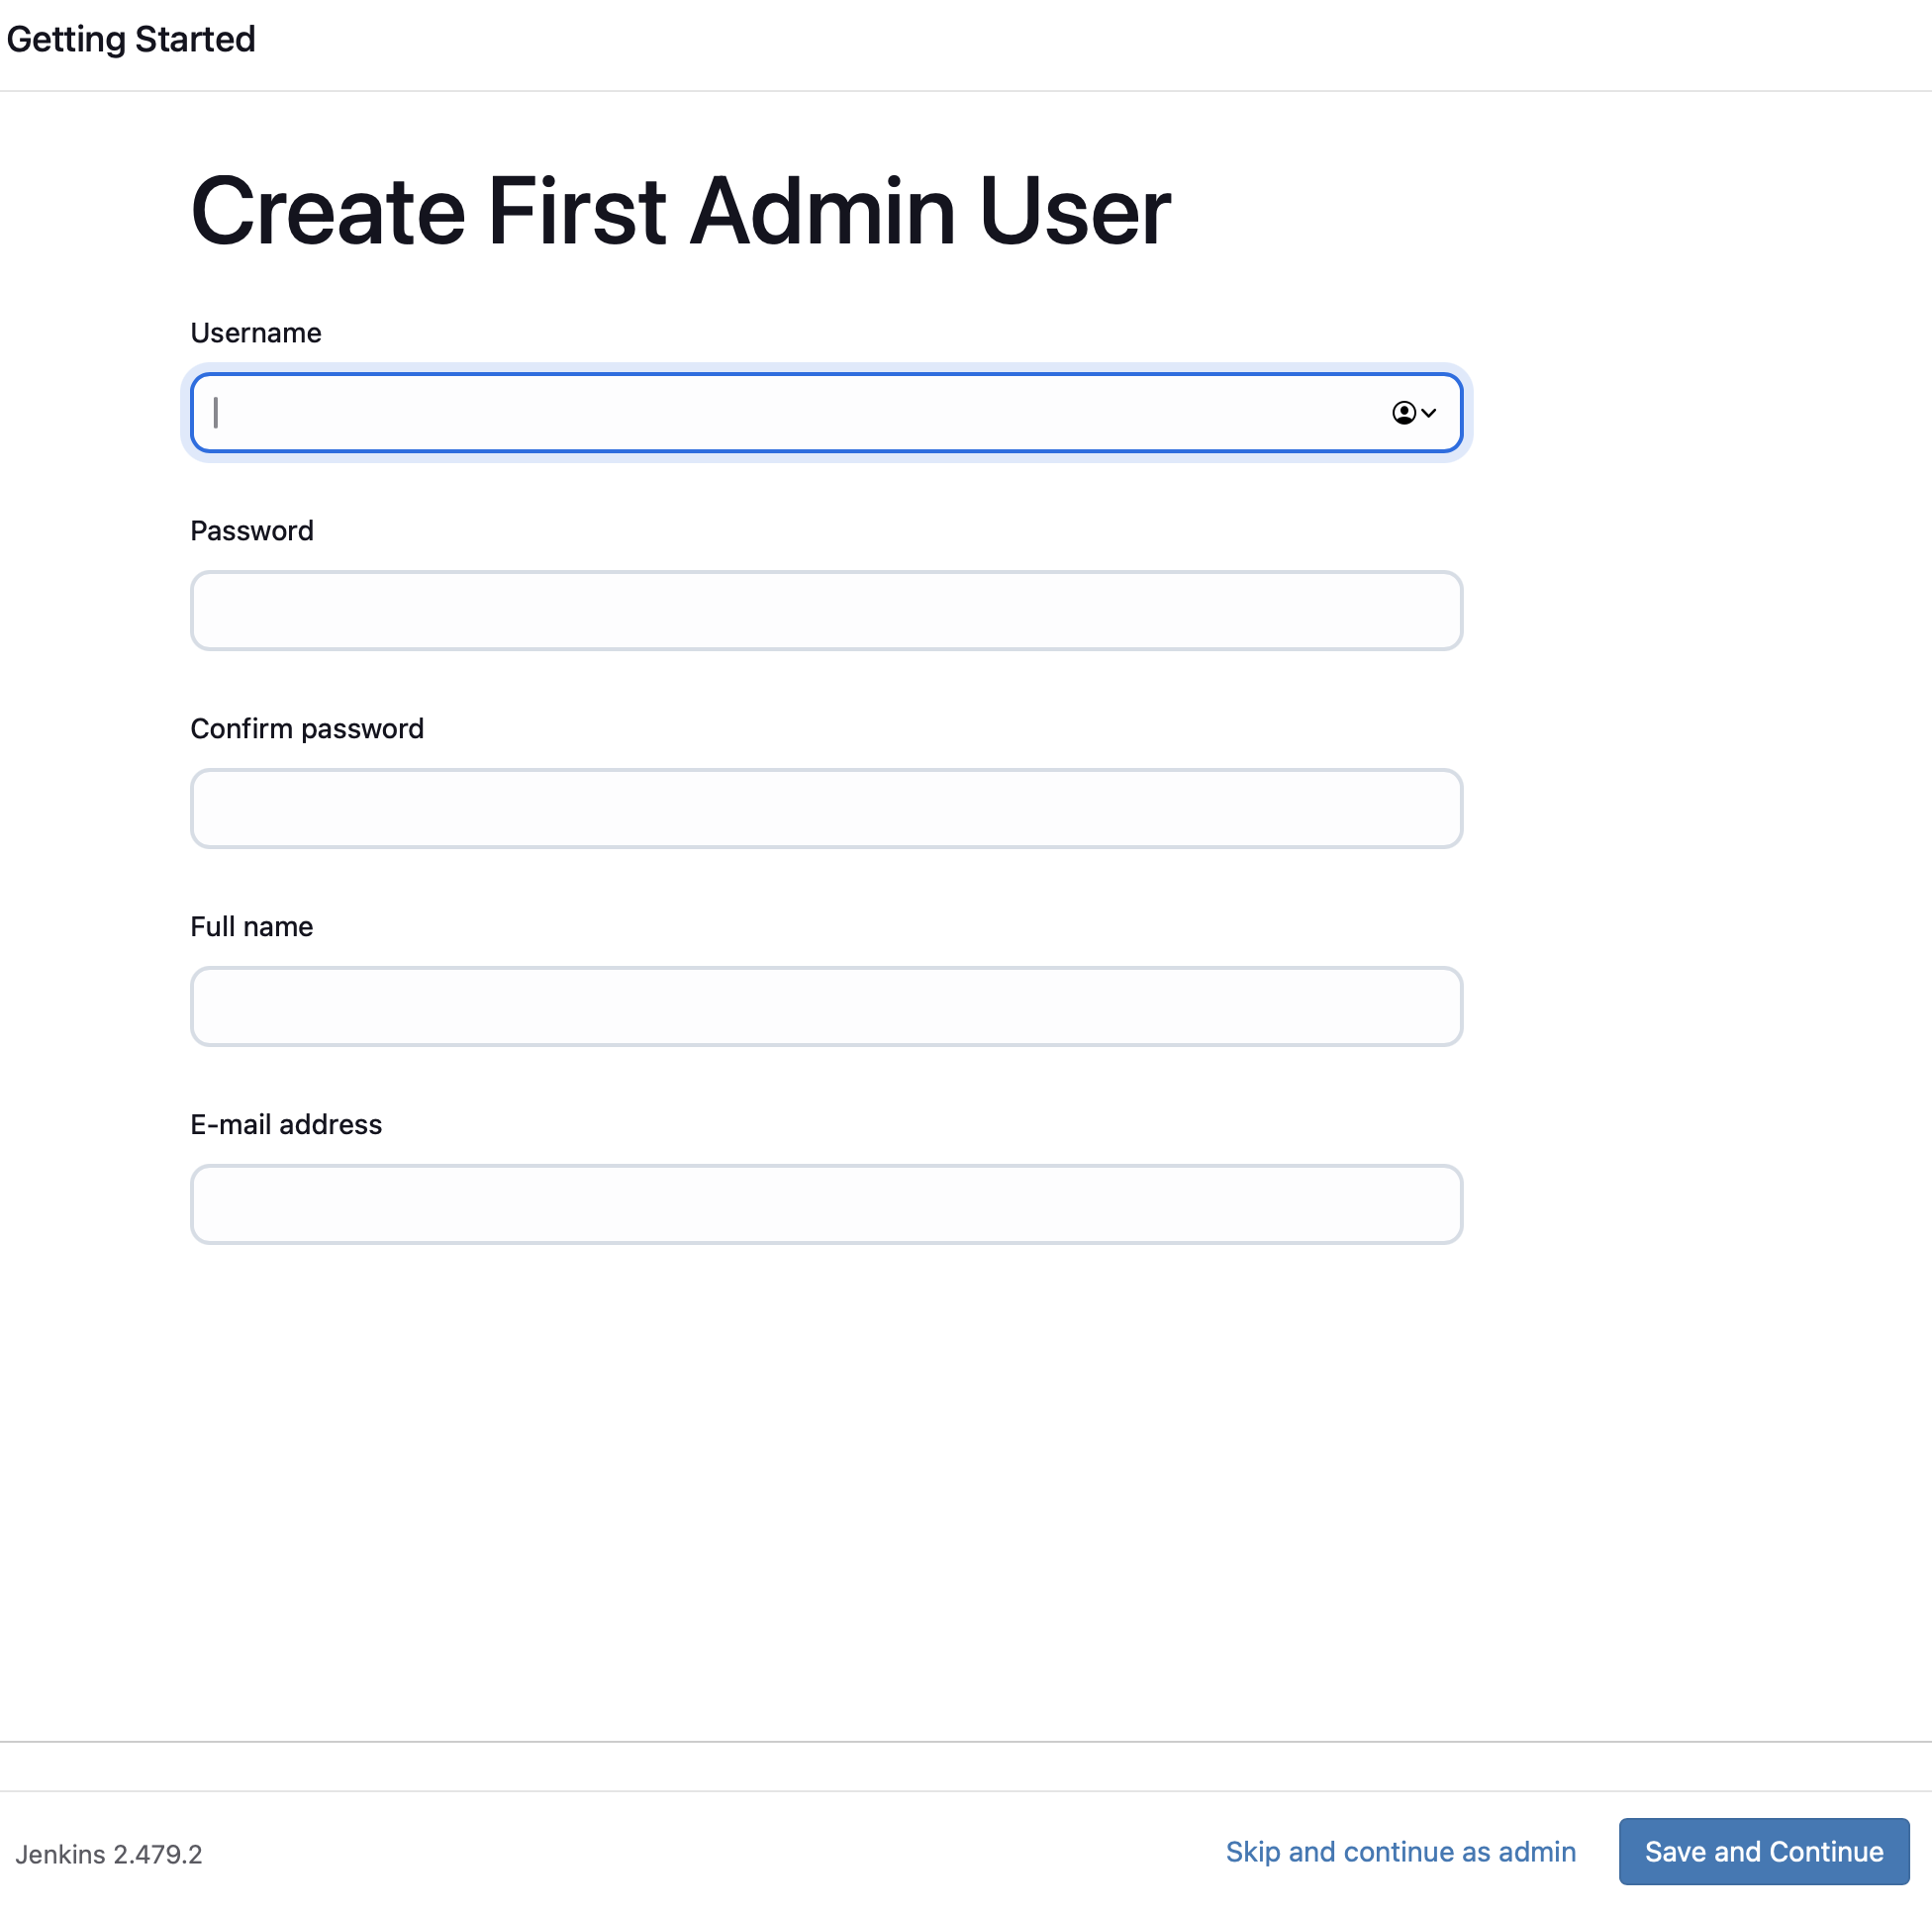 Getting Started
Create First Admin User
Username
Password
Confirm password
Full name
E-mail address
Jenkins 2.479.2
Skip and continue as admin
Save and Continue